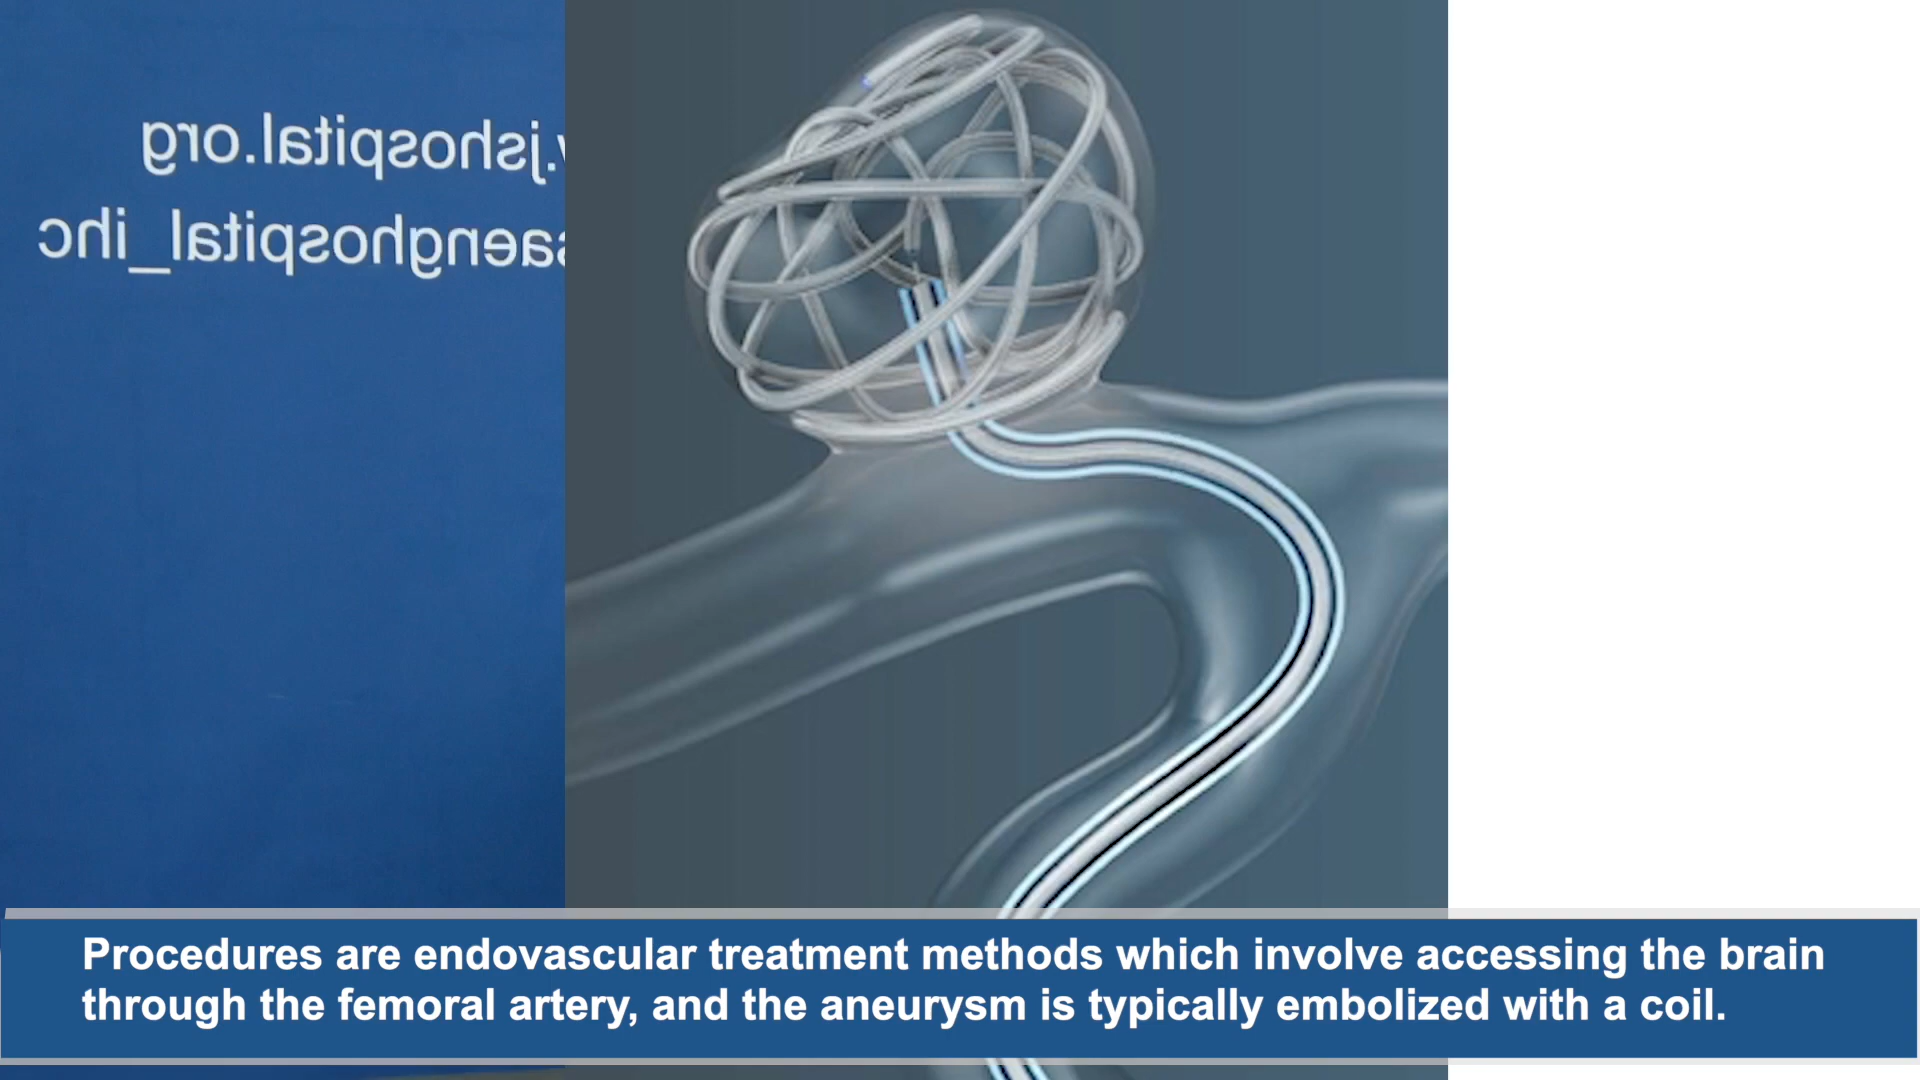 .jshospital.org
saenghospital_ihc
Procedures are endovascular treatment methods which involve accessing the brain
through the femoral artery, and the aneurysm is typically embolized with a coil.